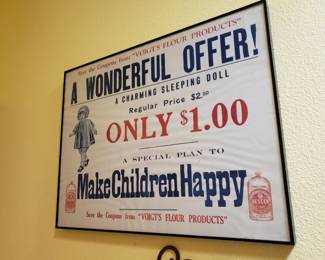 Save the Coupons from "VOIGT'S FLOUR PRODUCTS"
A WONDERFUL OFFER!
A CHARMING SLEEPING DOLL
Regular Price $2.50
ONLY $1.00
A SPECIAL PLAN TO
Make Children Happy
Save the Coupons from "VOIGT'S FLOUR PRODUCTS"